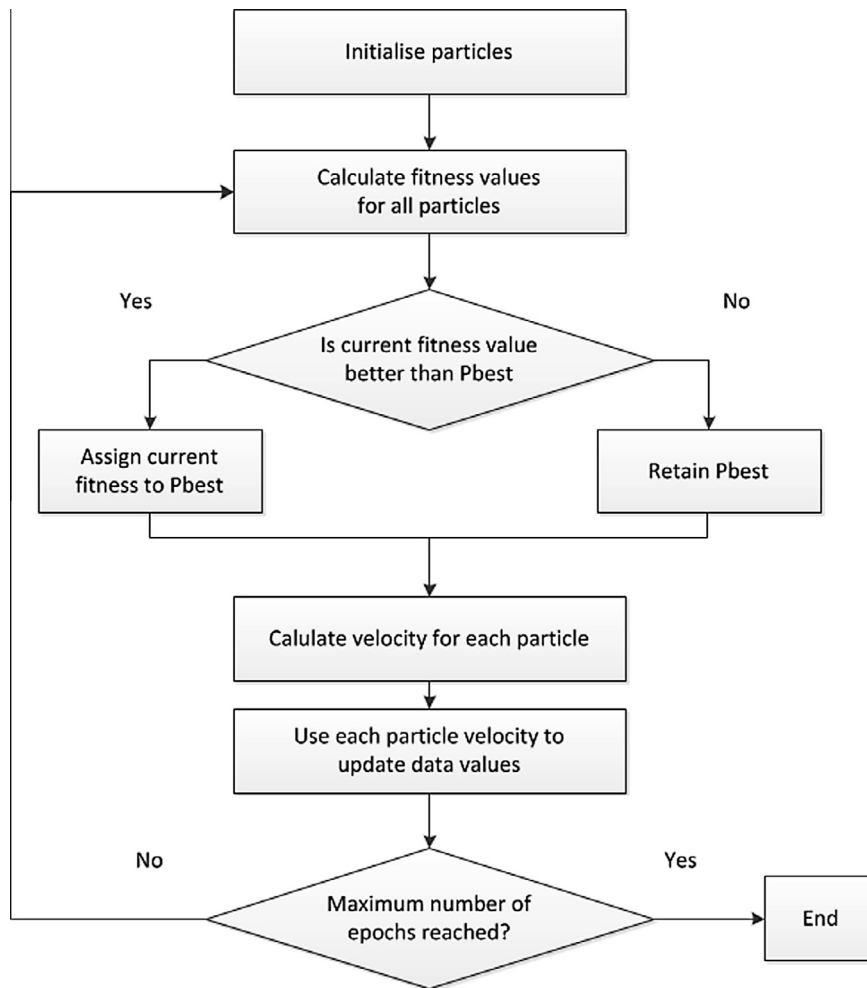 Initialise particles
Calculate fitness values
for all particles
Yes
No
Is current fitness value
better than Pbest
Assign current
fitness to Pbest
Retain Pbest
Calulate velocity for each particle
Use each particle velocity to
update data values
No
Yes
Maximum number of
epochs reached?
End